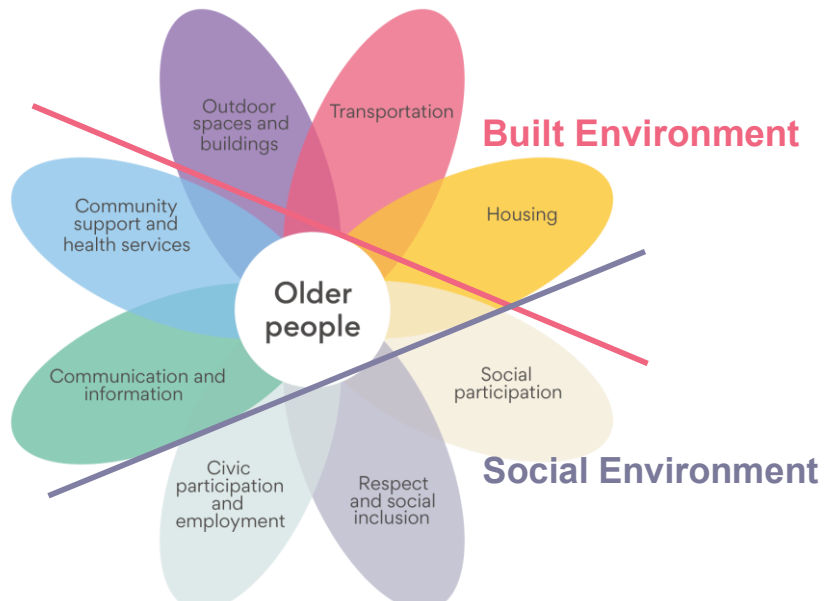 Outdoor
spaces and
buildings
Transportation
Built Environment
Housing
Community
support and
health services
Older
people
Communication and
information
Social
participation
Social Environment
Civic
participation
and
employment
Respect
and social
inclusion